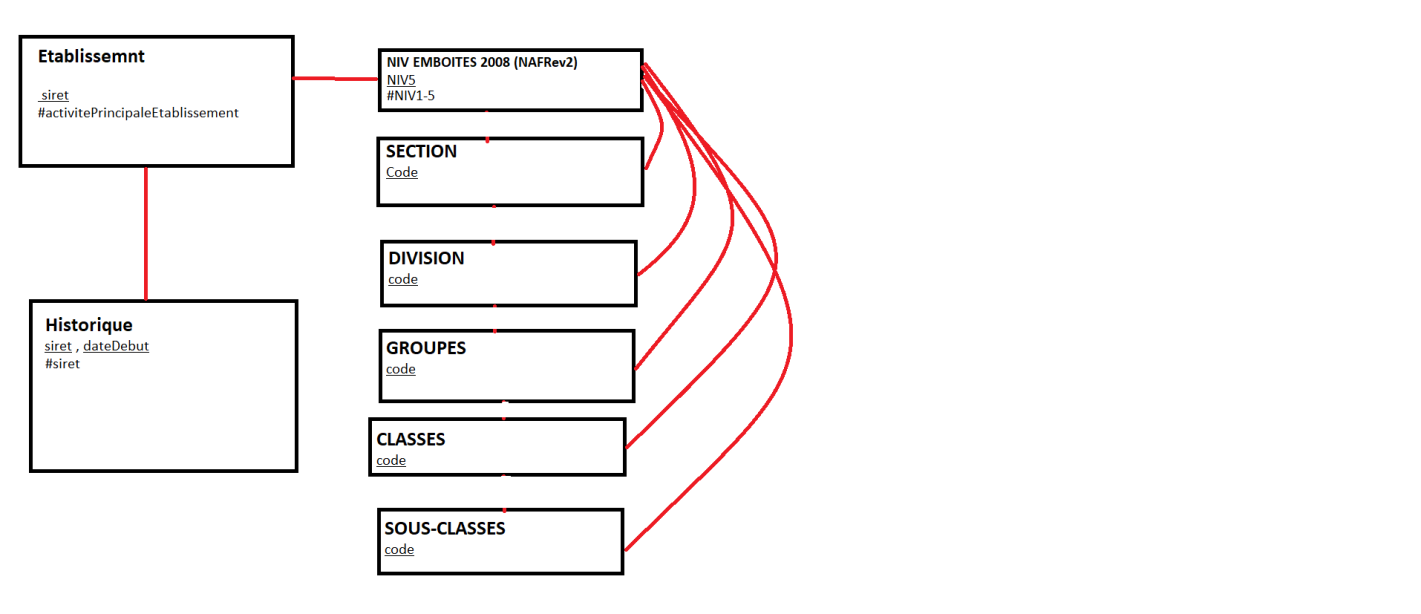 Etablissemnt
siret
#activitePrincipaleEtablissement
Historique
siret , dateDebut
#siret
NIV EMBOITES 2008 (NAFRev2)
NIV5
#NIV1-5
SECTION
Code
DIVISION
code
GROUPES
code
CLASSES
code
SOUS-CLASSES
code